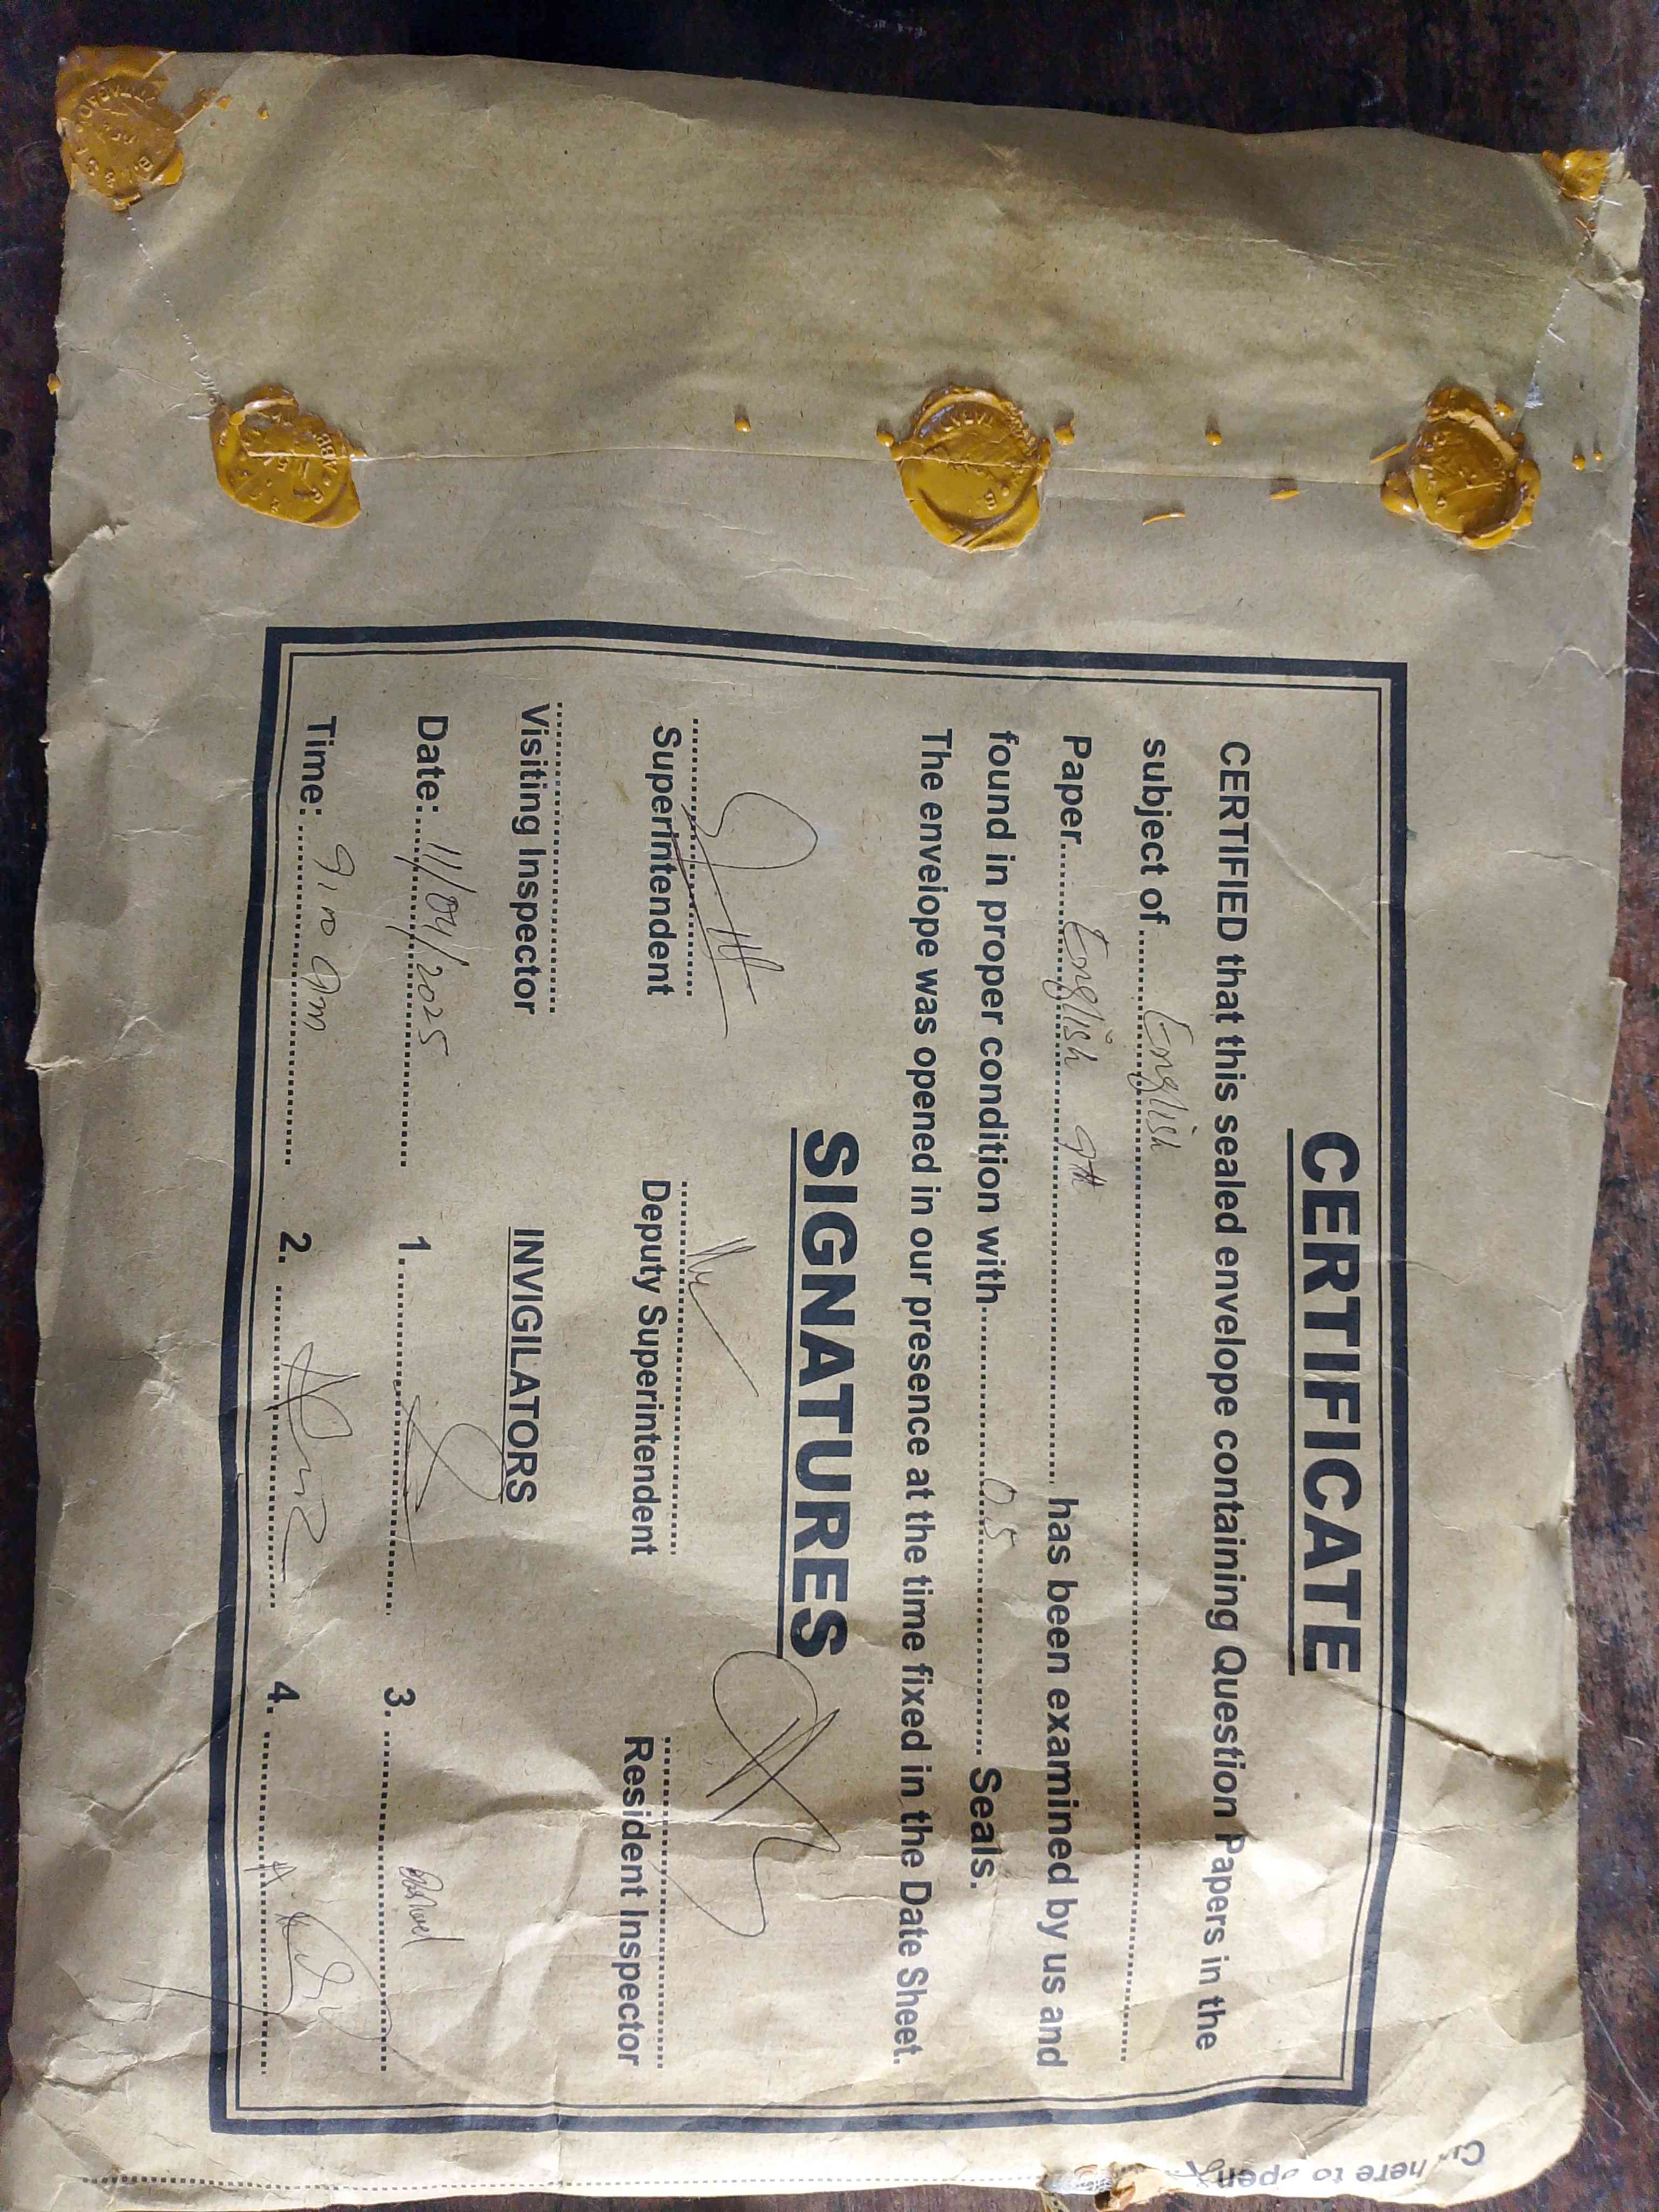 CERTIFICATE
CERTIFIED that this sealed envelope containing Question Papers in the
subject of English
Paper English 9th has been examined by us and
found in proper condition with 05 Seals.
The envelope was opened in our presence at the time fixed in the Date Sheet.
SIGNATURES
Superintendent Deputy Superintendent Resident Inspector
Visiting Inspector INVIGILATORS
Date: 11/04/2025 1. 3.
Time: 9:10 am 2. 4.
here to open